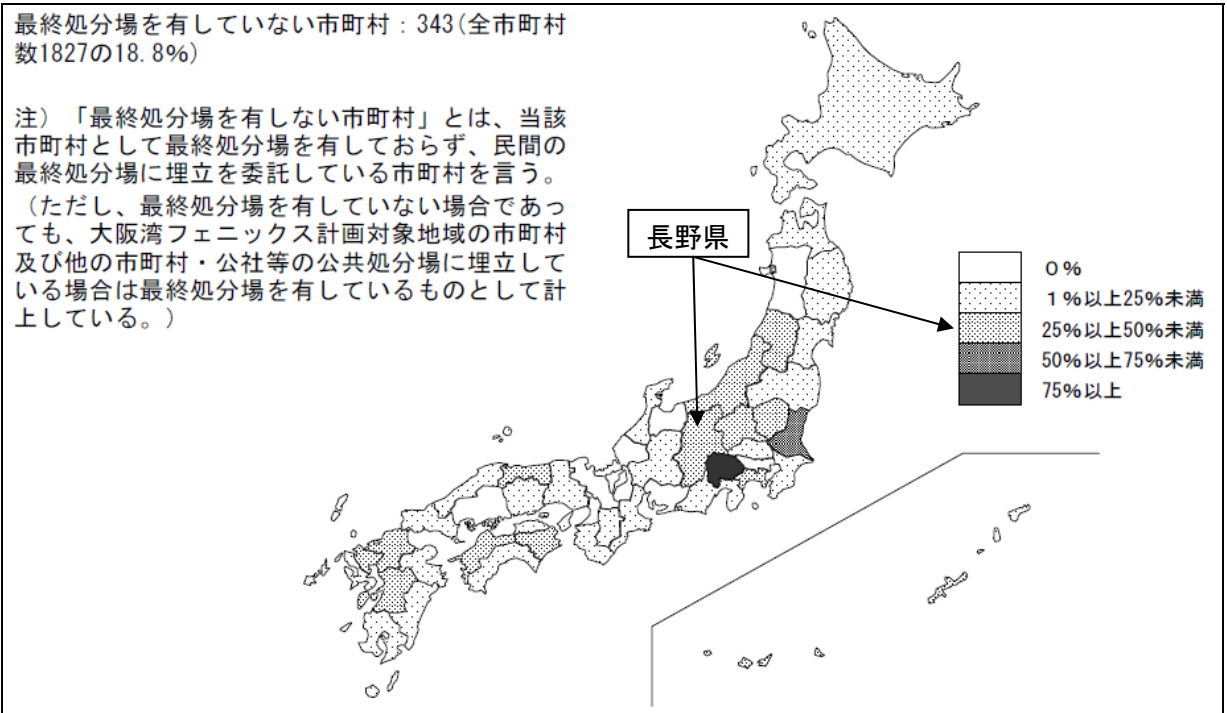 最終処分場を有していない市町村：343(全市町村
数1827の18.8%)
注）「最終処分場を有しない市町村」とは、当該
市町村として最終処分場を有しておらず、民間の
最終処分場に埋立を委託している市町村を言う。
（ただし、最終処分場を有していない場合であっ
ても、大阪湾フェニックス計画対象地域の市町村
及び他の市町村・公社等の公共処分場に埋立して
いる場合は最終処分場を有しているものとして計
上している。）
長野県
0％
1％以上25％未満
25％以上50％未満
50％以上75％未満
75％以上